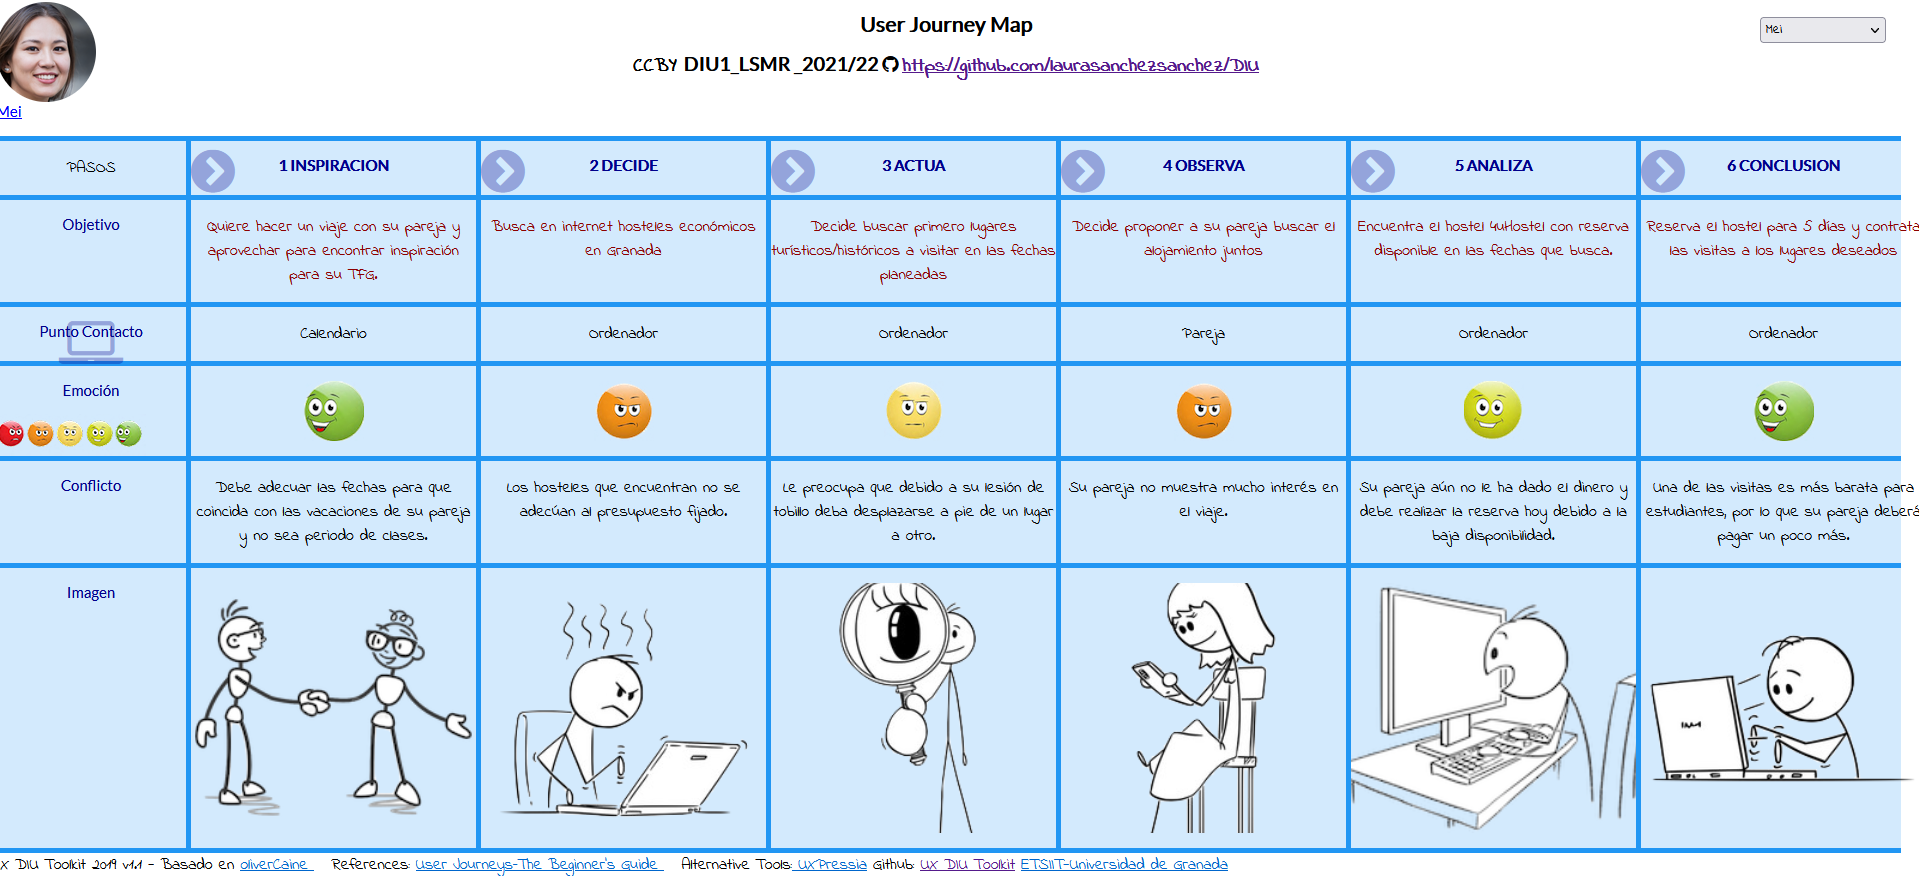 User Journey Map
Mei
CCBY DIU1_LSMR_2021/22 https://github.com/laurasanchezsanchez/DIU
Mei
PASOS
1 INSPIRACION
2 DECIDE
3 ACTUA
4 OBSERVA
5 ANALIZA
6 CONCLUSION
Objetivo
Quiere hacer un viaje con su pareja y
aprovechar para encontrar inspiración
para su TFG.
Busca en internet hosteles económicos
en Granada
Decide buscar primero lugares
turísticos/históricos a visitar en las fechas
planeadas
Decide proponer a su pareja buscar el
alojamiento juntos
Encuentra el hostel 4uHostel con reserva
disponible en las fechas que busca.
Reserva el hostel para 5 días y contrata
las visitas a los lugares deseados
Punto Contacto
Calendario
Ordenador
Ordenador
Pareja
Ordenador
Ordenador
Emoción
Conflicto
Debe adecuar las fechas para que
coincida con las vacaciones de su pareja
y no sea periodo de clases.
Los hosteles que encuentran no se
adecúan al presupuesto fijado.
Le preocupa que debido a su lesión de
tobillo deba desplazarse a pie de un lugar
a otro.
Su pareja no muestra mucho interés en
el viaje.
Su pareja aún no le ha dado el dinero y
debe realizar la reserva hoy debido a la
baja disponibilidad.
Una de las visitas es más barata para
estudiantes, por lo que su pareja deberá
pagar un poco más.
Imagen
X DIU Toolkit 2019 v1.1 - Basado en oliverCaine References: User Journeys-The Beginner's Guide Alternative Tools: UXPressia Github: UX DIU Toolkit ETSIIT-Universidad de Granada